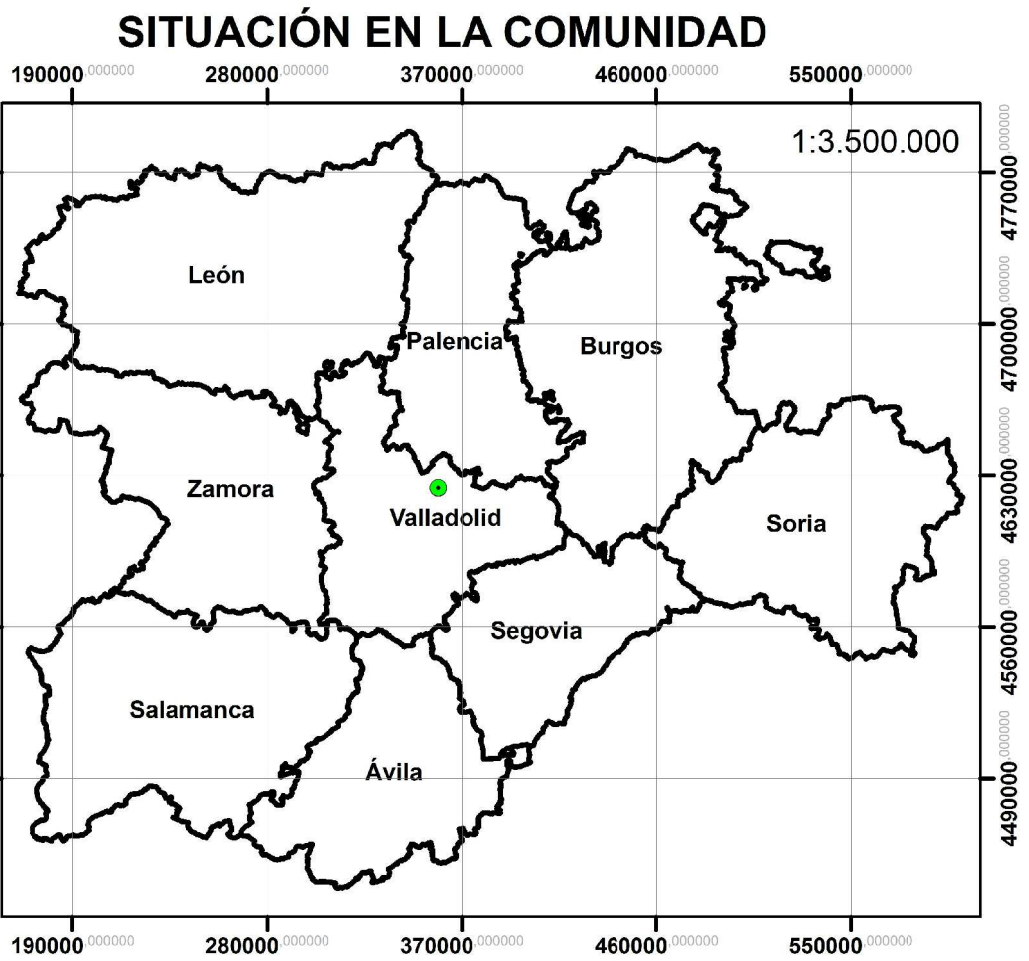 SITUACIÓN EN LA COMUNIDAD
190000,000000 280000,000000 370000,000000 460000,000000 550000,000000
1:3.500.000
4770000,000000
León
4700000,000000
Palencia
Burgos
Zamora
4630000,000000
Valladolid
Soria
4560000,000000
Segovia
Salamanca
Ávila
4490000,000000
190000,000000 280000,000000 370000,000000 460000,000000 550000,000000